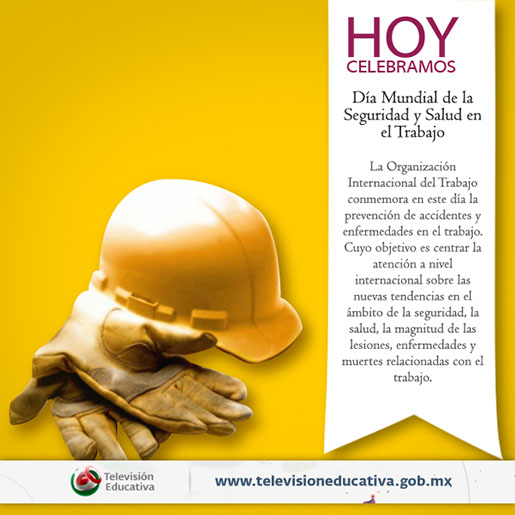 HOY
CELEBRAMOS
Día Mundial de la
Seguridad y Salud en
el Trabajo
La Organización
Internacional del Trabajo
conmemora en este día la
prevención de accidentes y
enfermedades en el trabajo.
Cuyo objetivo es centrar la
atención a nivel
internacional sobre las
nuevas tendencias en el
ámbito de la seguridad, la
salud, la magnitud de las
lesiones, enfermedades y
muertes relacionadas con el
trabajo.
Televisión
Educativa
www.televisioneducativa.gob.mx